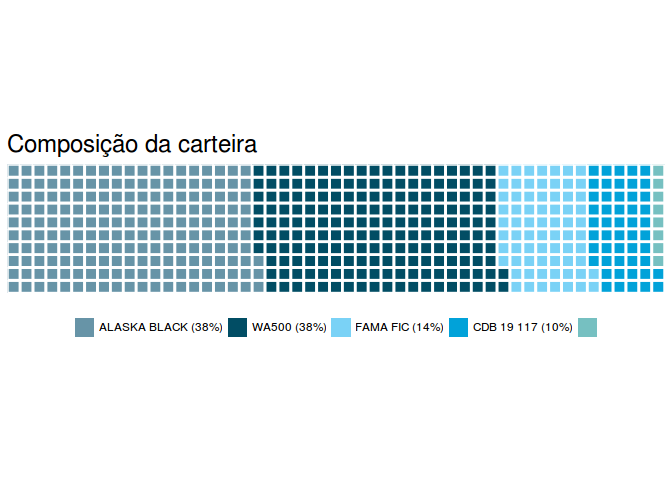 Composição da carteira
ALASKA BLACK (38%) WA500 (38%) FAMA FIC (14%) CDB 19 117 (10%)